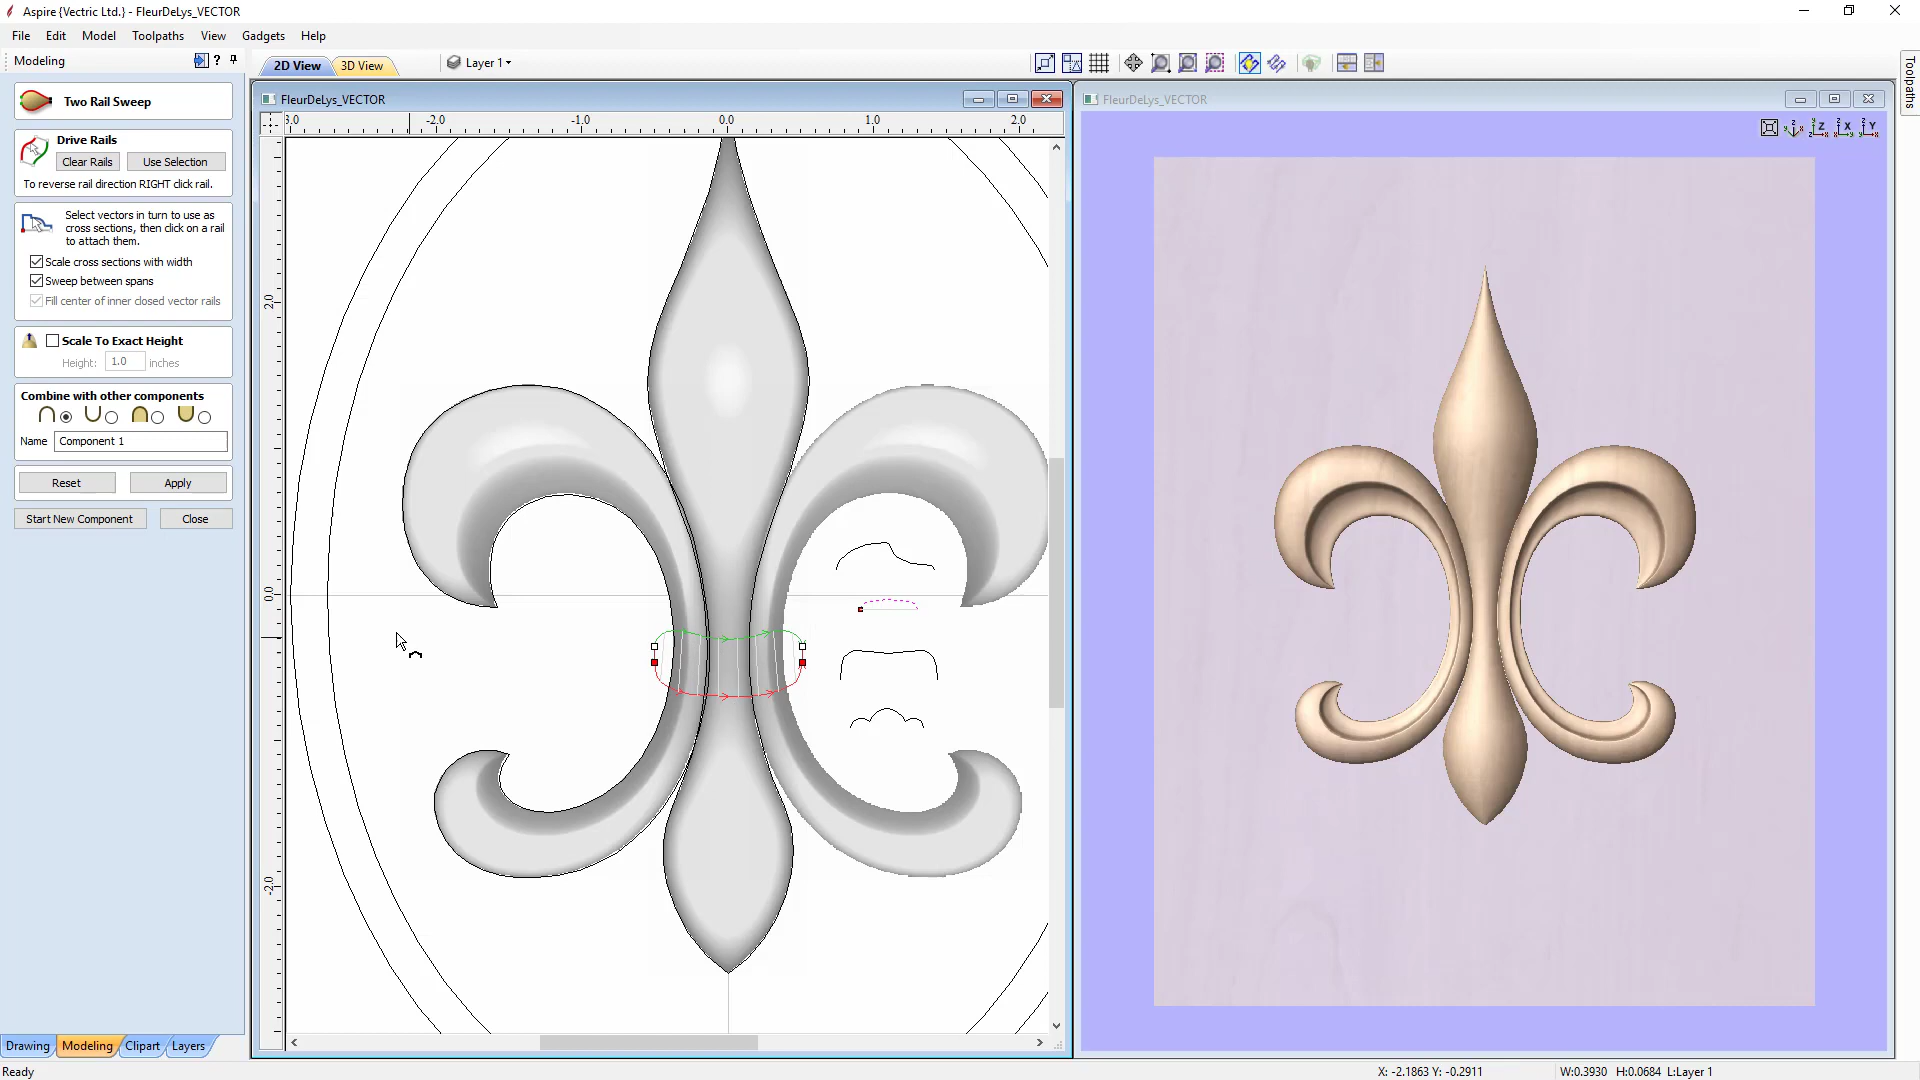 Aspire {Vectric Ltd.} - FleurDeLys_VECTOR
File Edit Model Toolpaths View Gadgets Help
Modeling
?
2D View
3D View
Layer 1
Toolpaths
Two Rail Sweep
FleurDeLys_VECTOR
FleurDeLys_VECTOR
3.0 -2.0 -1.0 0.0 1.0 2.0
Z X Y
Drive Rails
Clear Rails
Use Selection
To reverse rail direction RIGHT click rail.
Select vectors in turn to use as
cross sections, then click on a rail
to attach them.
Scale cross sections with width
Sweep between spans
Fill center of inner closed vector rails
2.0
0.0
-2.0
Scale To Exact Height
Height: 1.0 inches
Combine with other components
Name Component 1
Reset
Apply
Start New Component
Close
Drawing
Modeling
Clipart
Layers
Ready
X: -2.1863 Y: -0.2911
W:0.3930 H:0.0684 L:Layer 1